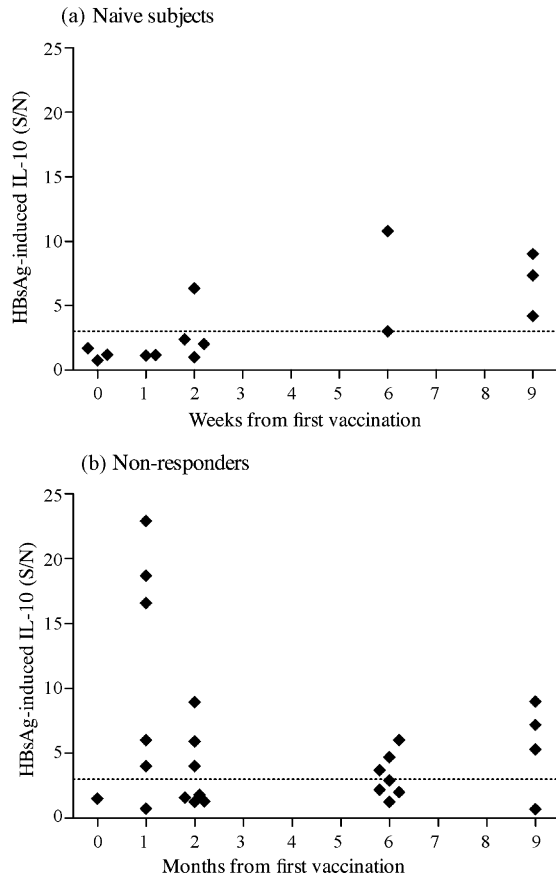 (a) Naive subjects
HBsAg-induced IL-10 (S/N)
25
20
15
10
5
0
0 1 2 3 4 5 6 7 8 9
Weeks from first vaccination
(b) Non-responders
HBsAg-induced IL-10 (S/N)
25
20
15
10
5
0
0 1 2 3 4 5 6 7 8 9
Months from first vaccination